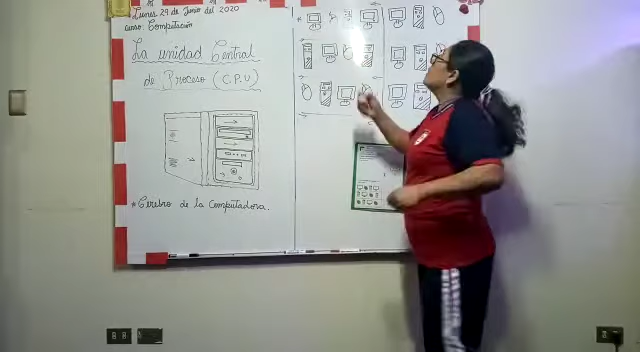 Lunes 29 de Junio del 2020
Curso: Computación
La unidad Central
de Proceso (C.P.U)
* Cerebro de la Computadora.